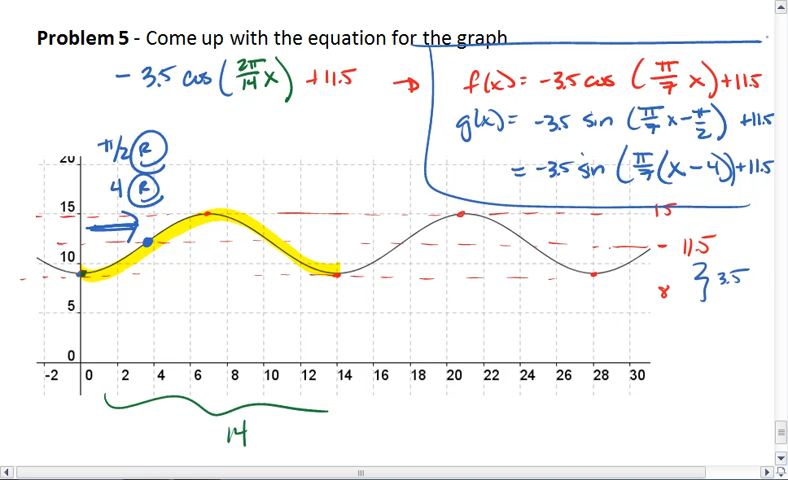 Problem 5 - Come up with the equation for the graph
- 3.5 cos (2π/14 x) + 11.5 → f(x) = -3.5 cos (π/7 x) + 11.5
g(x) = -3.5 sin (π/7 x - π/2) + 11.5
= -3.5 sin (π/7 (x - 4)) + 11.5
π/2 R
4 R
20
15
10
5
0
15
- 11.5
8 } 3.5
-2 0 2 4 6 8 10 12 14 16 18 20 22 24 26 28 30
14